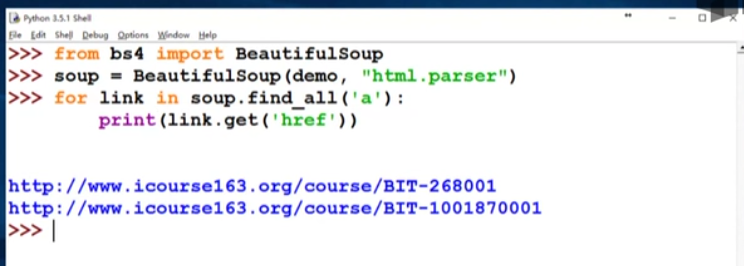 Python 3.5.1 Shell
File Edit Shell Debug Options Window Help
>>> from bs4 import BeautifulSoup
>>> soup = BeautifulSoup(demo, "html.parser")
>>> for link in soup.find_all('a'):
        print(link.get('href'))
http://www.icourse163.org/course/BIT-268001
http://www.icourse163.org/course/BIT-1001870001
>>>